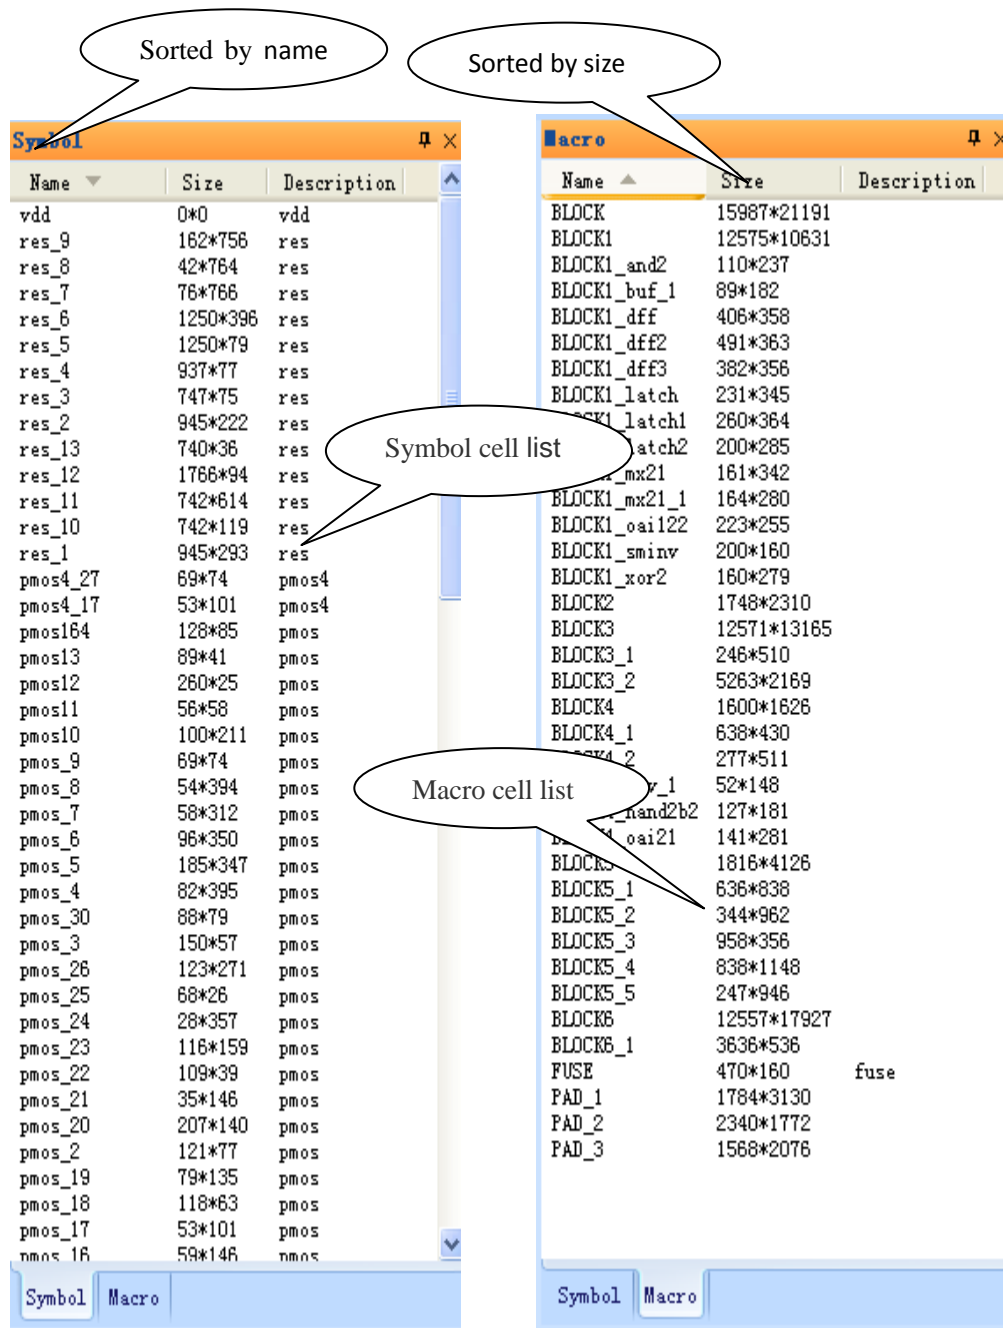 Sorted by name
Sorted by size
Symbol
Name Size Description
vdd 0*0 vdd
res_9 162*756 res
res_8 42*764 res
res_7 76*766 res
res_6 1250*396 res
res_5 1250*79 res
res_4 937*77 res
res_3 747*75 res
res_2 945*222 res
res_13 740*36 res
res_12 1766*94 res
res_11 742*614 res
res_10 742*119 res
res_1 945*293 res
pmos4_27 69*74 pmos4
pmos4_17 53*101 pmos4
pmos164 128*85 pmos
pmos13 89*41 pmos
pmos12 260*25 pmos
pmos11 56*58 pmos
pmos10 100*211 pmos
pmos_9 69*74 pmos
pmos_8 54*394 pmos
pmos_7 58*312 pmos
pmos_6 96*350 pmos
pmos_5 185*347 pmos
pmos_4 82*395 pmos
pmos_30 88*79 pmos
pmos_3 150*57 pmos
pmos_26 123*271 pmos
pmos_25 68*26 pmos
pmos_24 28*357 pmos
pmos_23 116*159 pmos
pmos_22 109*39 pmos
pmos_21 35*146 pmos
pmos_20 207*140 pmos
pmos_2 121*77 pmos
pmos_19 79*135 pmos
pmos_18 118*63 pmos
pmos_17 53*101 pmos
pmos_16 59*146 pmos
Symbol Macro
Symbol cell list
Macro cell list
Macro
Name Size Description
BLOCK 15987*21191
BLOCK1 12575*10631
BLOCK1_and2 110*237
BLOCK1_buf_1 89*182
BLOCK1_dff 406*358
BLOCK1_dff2 491*363
BLOCK1_dff3 382*356
BLOCK1_latch 231*345
BLOCK1_latch1 260*364
atch2 200*285
mx21 161*342
BLOCK1_mx21_1 164*280
BLOCK1_oai122 223*255
BLOCK1_sminv 200*160
BLOCK1_xor2 160*279
BLOCK2 1748*2310
BLOCK3 12571*13165
BLOCK3_1 246*510
BLOCK3_2 5263*2169
BLOCK4 1600*1626
BLOCK4_1 638*430
BLOCK4_2 277*511
v_1 52*148
nand2b2 127*181
oai21 141*281
BLOCK5 1816*4126
BLOCK5_1 636*838
BLOCK5_2 344*962
BLOCK5_3 958*356
BLOCK5_4 838*1148
BLOCK5_5 247*946
BLOCK6 12557*17927
BLOCK6_1 3636*536
FUSE 470*160 fuse
PAD_1 1784*3130
PAD_2 2340*1772
PAD_3 1568*2076
Symbol Macro